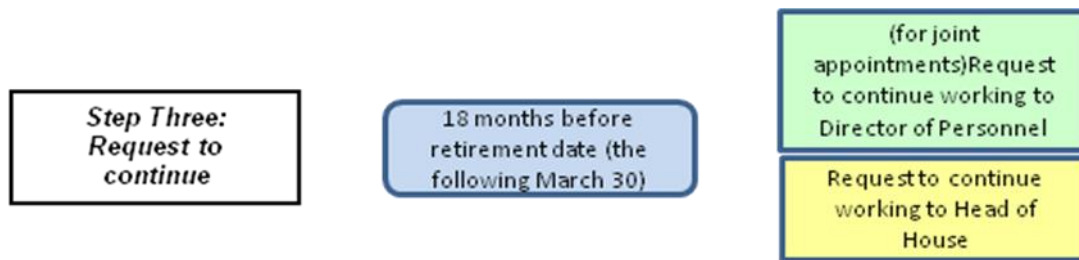 Step Three:
Request to
continue
18 months before
retirement date (the
following March 30)
(for joint
appointments)Request
to continue working to
Director of Personnel
Request to continue
working to Head of
House